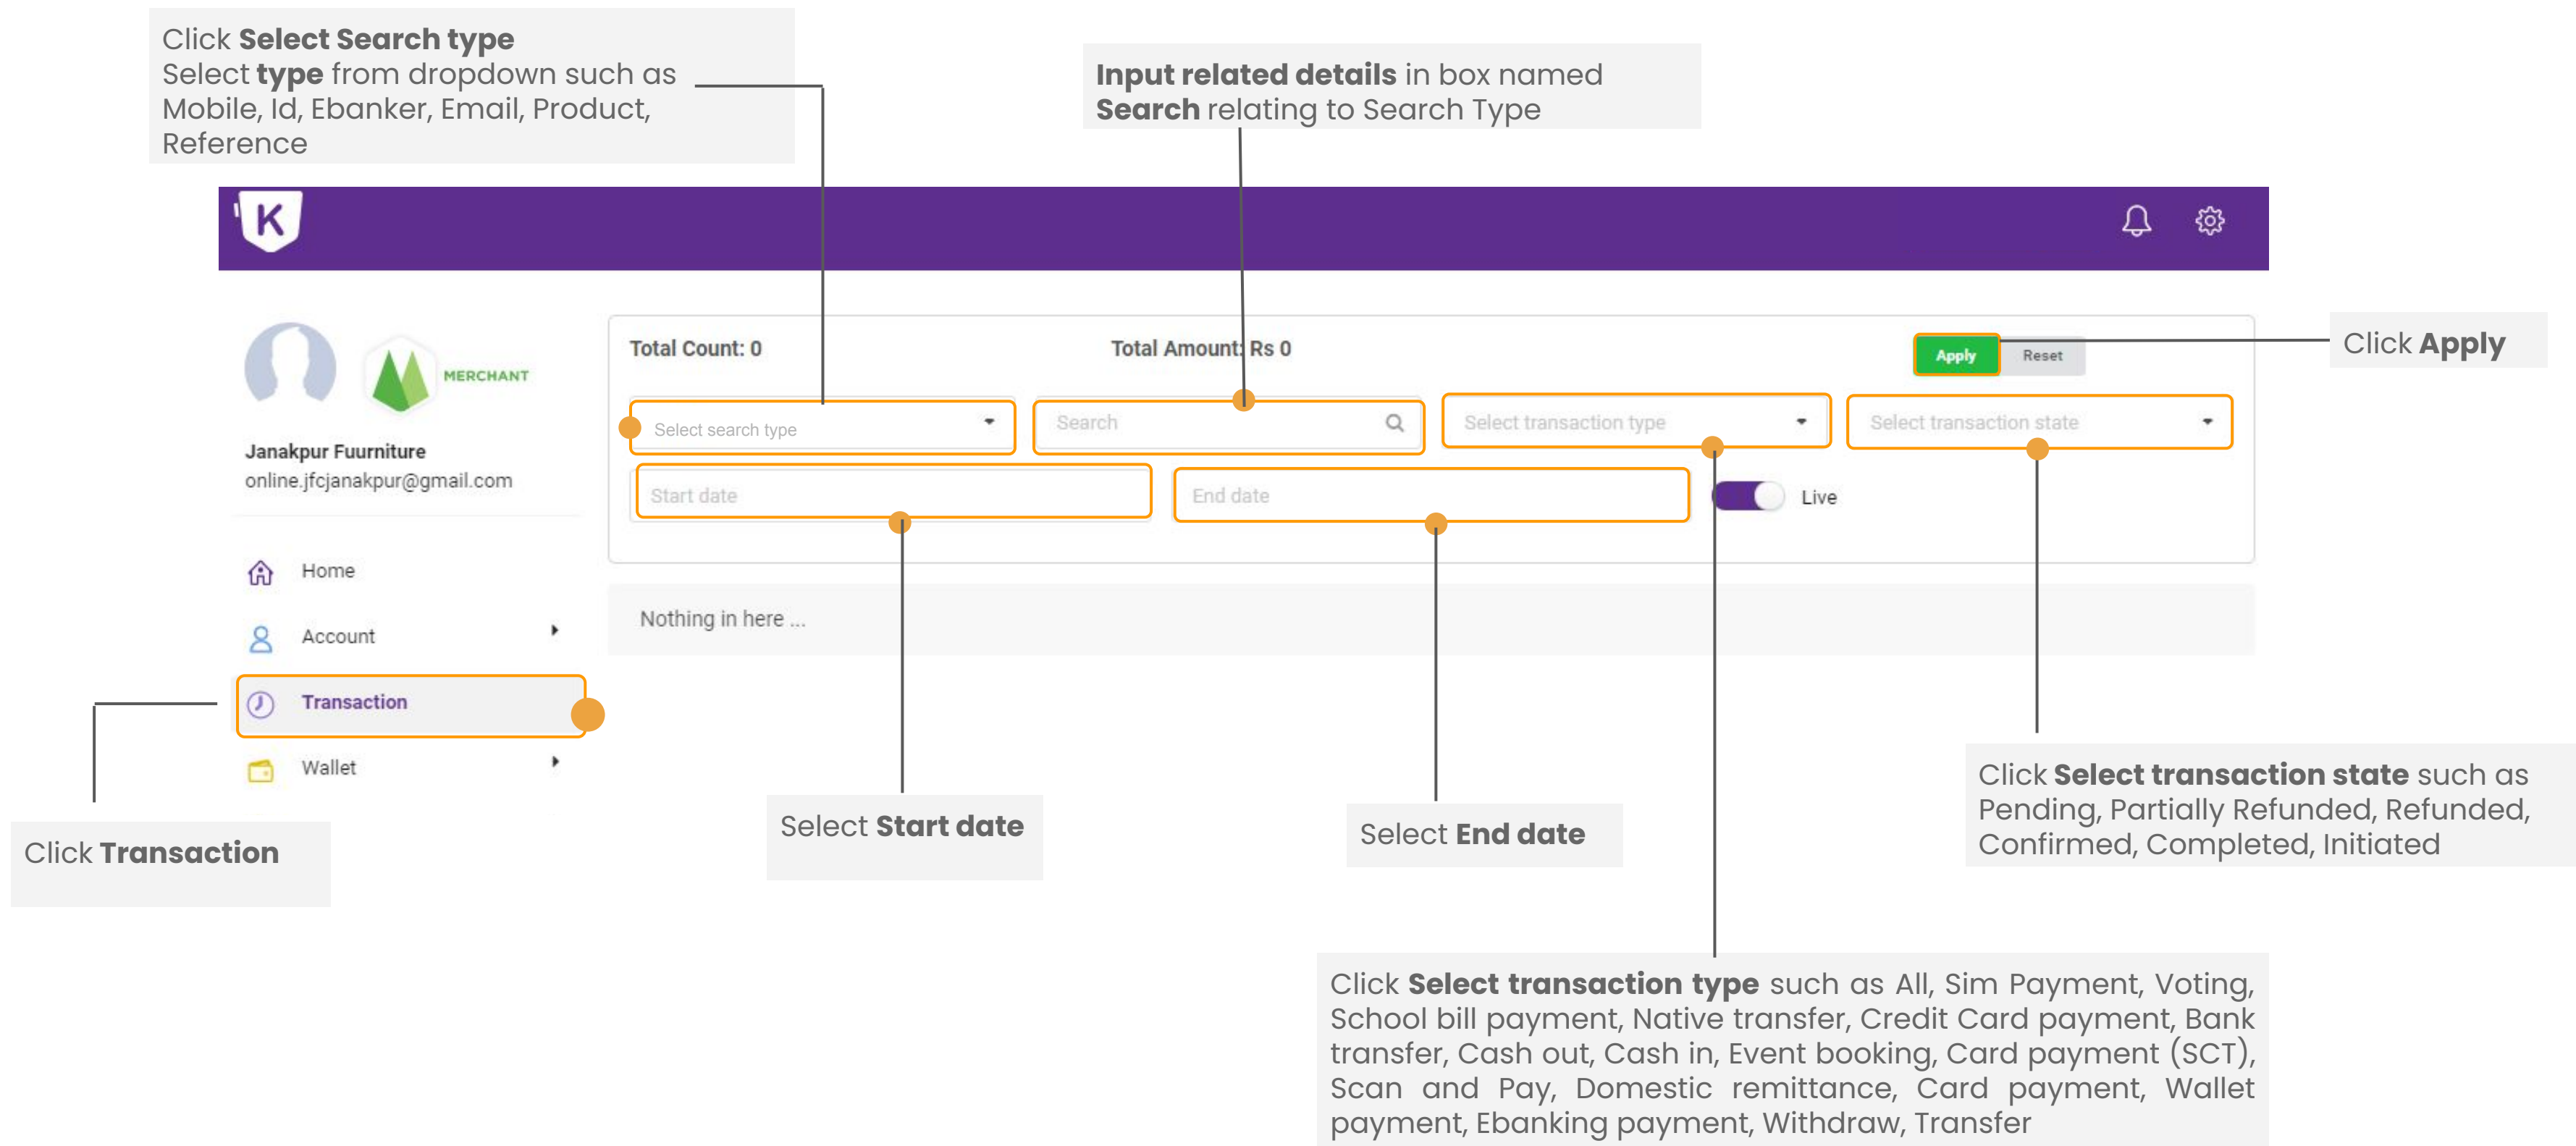 Click Select Search type
Select type from dropdown such as
Mobile, Id, Ebanker, Email, Product,
Reference
Input related details in box named
Search relating to Search Type
K
Total Count: 0
Total Amount: Rs 0
Apply
Reset
Click Apply
MERCHANT
Select search type
Search
Select transaction type
Select transaction state
Janakpur Fuurniture
online.jfcjanakpur@gmail.com
Start date
End date
Live
Home
Nothing in here ...
Account
Transaction
Wallet
Click Transaction
Select Start date
Select End date
Click Select transaction state such as
Pending, Partially Refunded, Refunded,
Confirmed, Completed, Initiated
Click Select transaction type such as All, Sim Payment, Voting,
School bill payment, Native transfer, Credit Card payment, Bank
transfer, Cash out, Cash in, Event booking, Card payment (SCT),
Scan and Pay, Domestic remittance, Card payment, Wallet
payment, Ebanking payment, Withdraw, Transfer